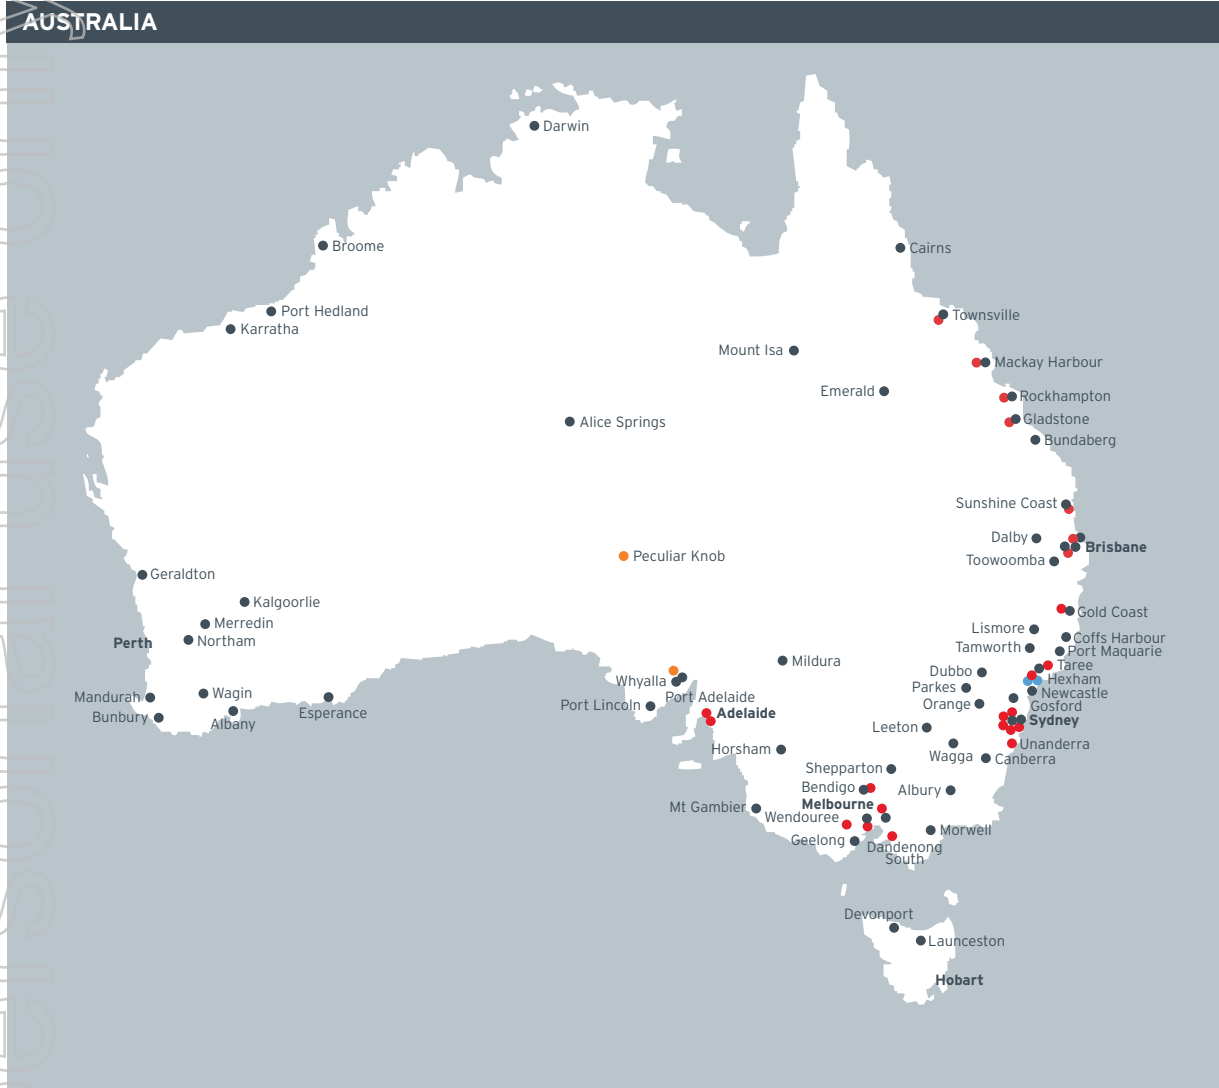 AUSTRALIA
Darwin
Broome
Cairns
Port Hedland
Karratha
Townsville
Mount Isa
Mackay Harbour
Emerald
Rockhampton
Alice Springs
Gladstone
Bundaberg
Sunshine Coast
Dalby
Brisbane
Peculiar Knob
Toowoomba
Geraldton
Kalgoorlie
Gold Coast
Merredin
Lismore
Perth
Northam
Coffs Harbour
Tamworth
Port Maquarie
Mildura
Taree
Dubbo
Whyalla
Hexham
Parkes
Mandurah
Wagin
Port Adelaide
Newcastle
Port Lincoln
Orange
Gosford
Bunbury
Albany
Esperance
Adelaide
Sydney
Leeton
Unanderra
Horsham
Wagga
Canberra
Shepparton
Bendigo
Albury
Melbourne
Mt Gambier
Wendouree
Morwell
Geelong
Dandenong
South
Devonport
Launceston
Hobart